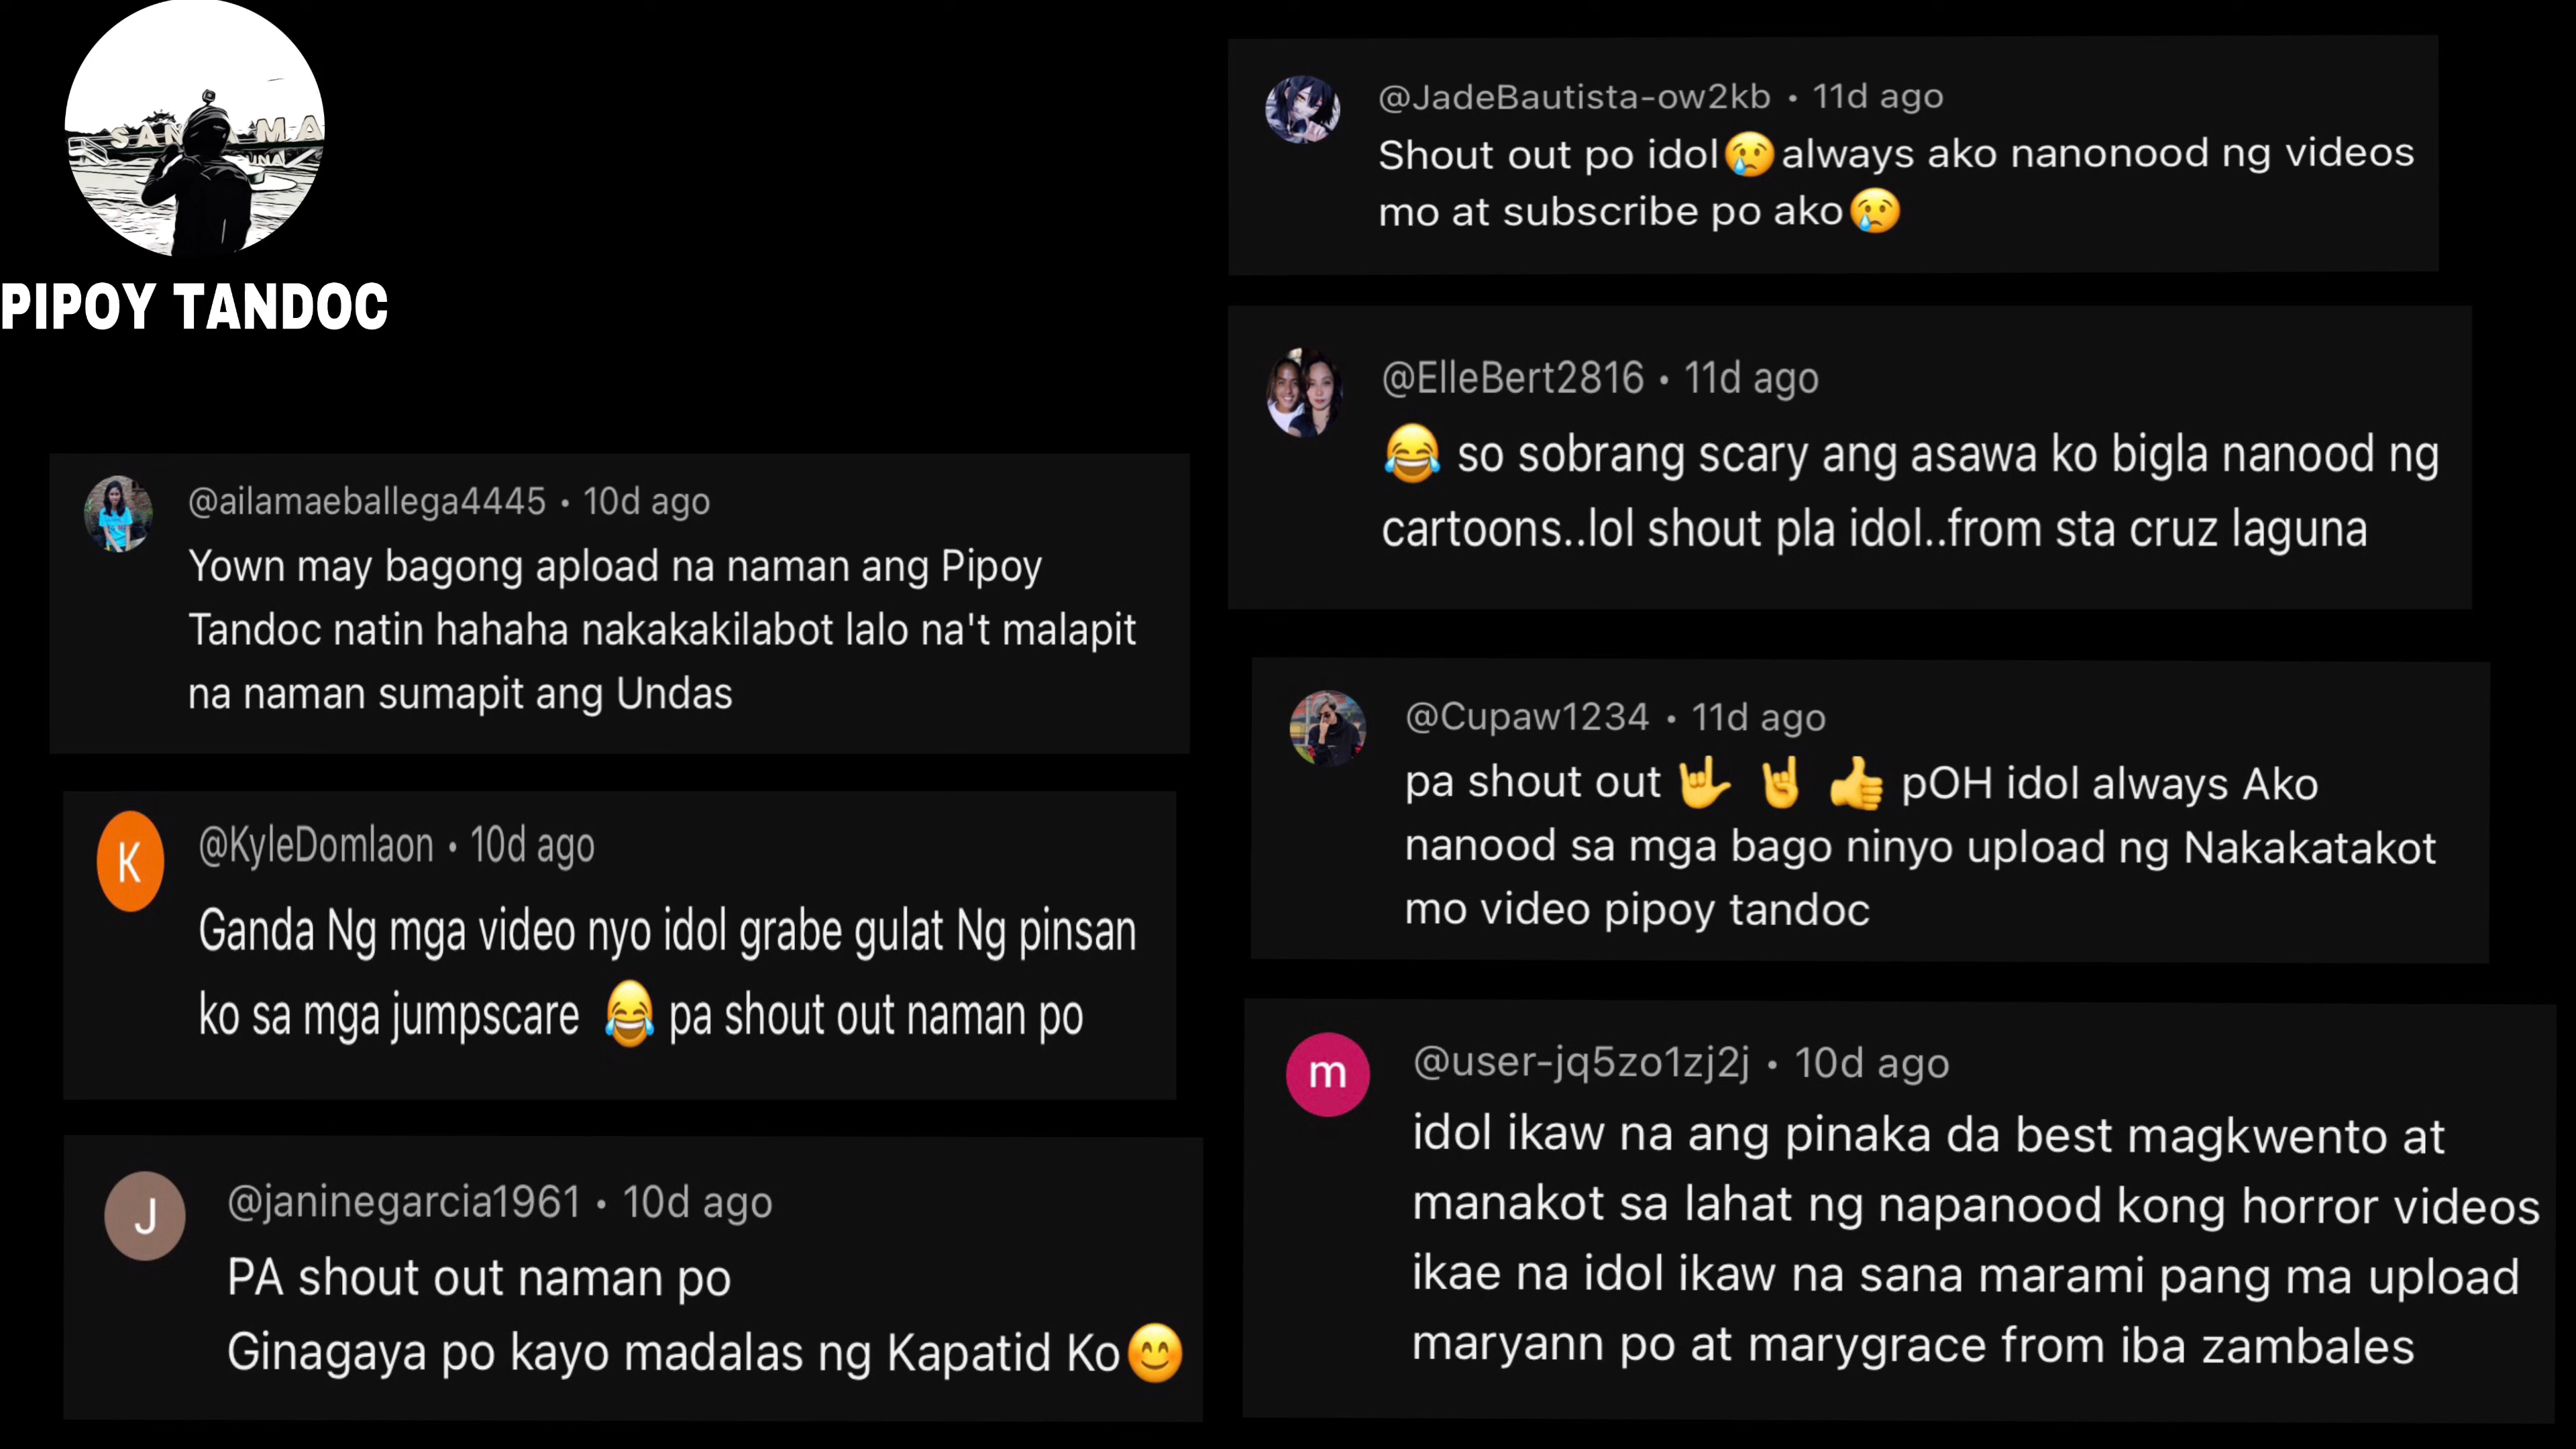 SAN MA
UNA
PIPOY TANDOC
@ailamaeballega4445 • 10d ago
Yown may bagong apload na naman ang Pipoy
Tandoc natin hahaha nakakakilabot lalo na't malapit
na naman sumapit ang Undas
K
@KyleDomlaon • 10d ago
Ganda Ng mga video nyo idol grabe gulat Ng pinsan
ko sa mga jumpscare 😂 pa shout out naman po
J
@janinegarcia1961 • 10d ago
PA shout out naman po
Ginagaya po kayo madalas ng Kapatid Ko😊
@JadeBautista-ow2kb • 11d ago
Shout out po idol😢always ako nanonood ng videos
mo at subscribe po ako😢
@ElleBert2816 • 11d ago
😂 so sobrang scary ang asawa ko bigla nanood ng
cartoons..lol shout pla idol..from sta cruz laguna
@Cupaw1234 • 11d ago
pa shout out 🤟 🤘 👍 pOH idol always Ako
nanood sa mga bago ninyo upload ng Nakakatakot
mo video pipoy tandoc
m
@user-jq5zo1zj2j • 10d ago
idol ikaw na ang pinaka da best magkwento at
manakot sa lahat ng napanood kong horror videos
ikae na idol ikaw na sana marami pang ma upload
maryann po at marygrace from iba zambales